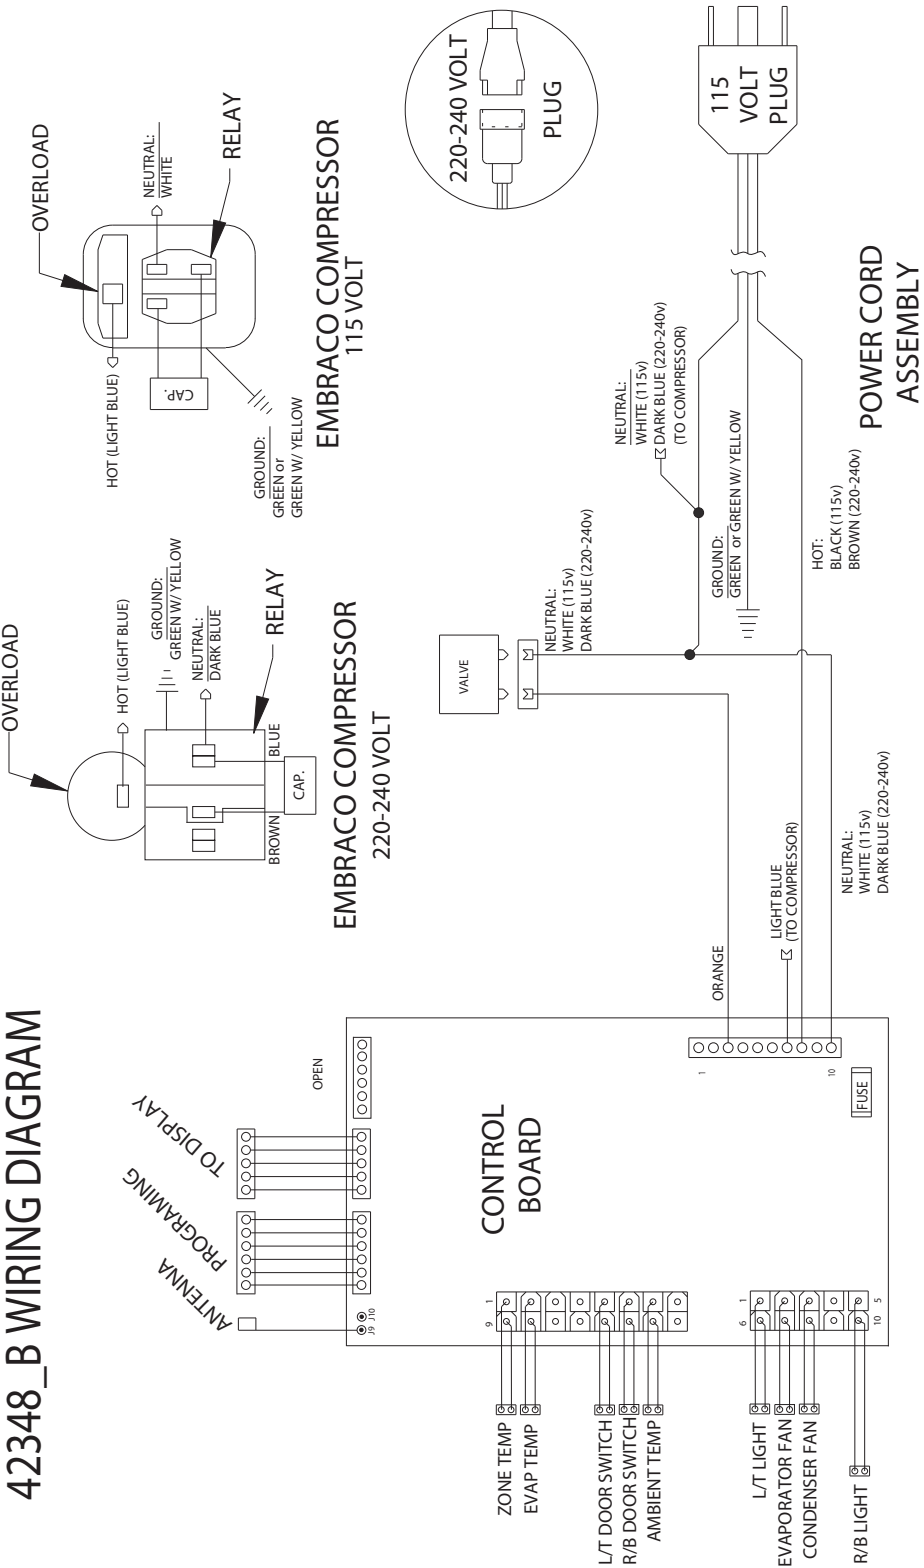 42348_B WIRING DIAGRAM
OVERLOAD
HOT (LIGHT BLUE)
GROUND:
GREEN W/ YELLOW
NEUTRAL:
DARK BLUE
RELAY
BROWN
BLUE
CAP.
EMBRACO COMPRESSOR
220-240 VOLT
OVERLOAD
NEUTRAL:
WHITE
RELAY
HOT (LIGHT BLUE)
CAP.
GROUND:
GREEN or
GREEN W/ YELLOW
EMBRACO COMPRESSOR
115 VOLT
220-240 VOLT
PLUG
115
VOLT
PLUG
POWER CORD
ASSEMBLY
NEUTRAL:
WHITE (115v)
DARK BLUE (220-240v)
(TO COMPRESSOR)
GROUND:
GREEN or GREEN W/ YELLOW
HOT:
BLACK (115v)
BROWN (220-240v)
VALVE
NEUTRAL:
WHITE (115v)
DARK BLUE (220-240v)
ORANGE
LIGHT BLUE
(TO COMPRESSOR)
NEUTRAL:
WHITE (115v)
DARK BLUE (220-240v)
ANTENNA
PROGRAMING
TO DISPLAY
OPEN
J9
J10
CONTROL
BOARD
1
10
FUSE
9
1
6
1
10
5
ZONE TEMP
EVAP TEMP
L/T DOOR SWITCH
R/B DOOR SWITCH
AMBIENT TEMP
L/T LIGHT
EVAPORATOR FAN
CONDENSER FAN
R/B LIGHT